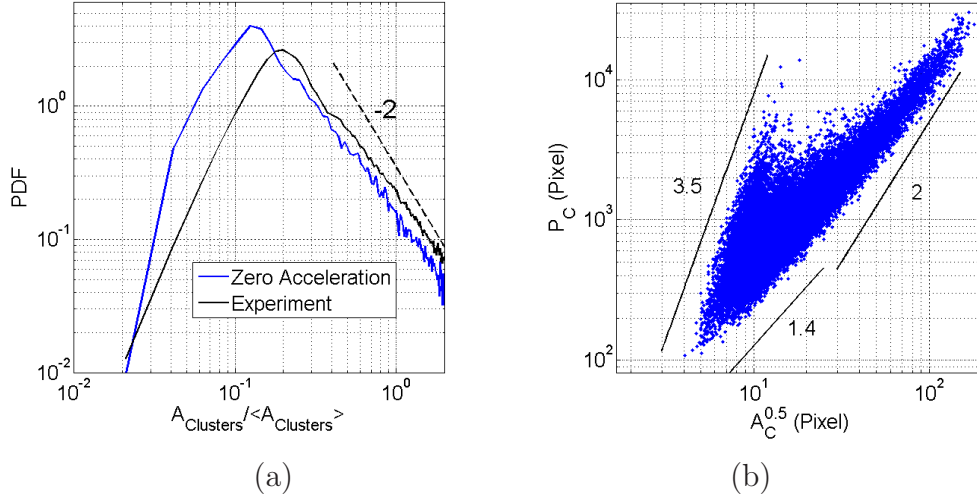 10^1
10^0
10^-1
10^-2
PDF
-2
Zero Acceleration
Experiment
10^-2
10^-1
10^0
A_Clusters/<A_Clusters>
(a)
10^4
10^3
10^2
P_C (Pixel)
3.5
2
1.4
10^1
10^2
A_C^0.5 (Pixel)
(b)